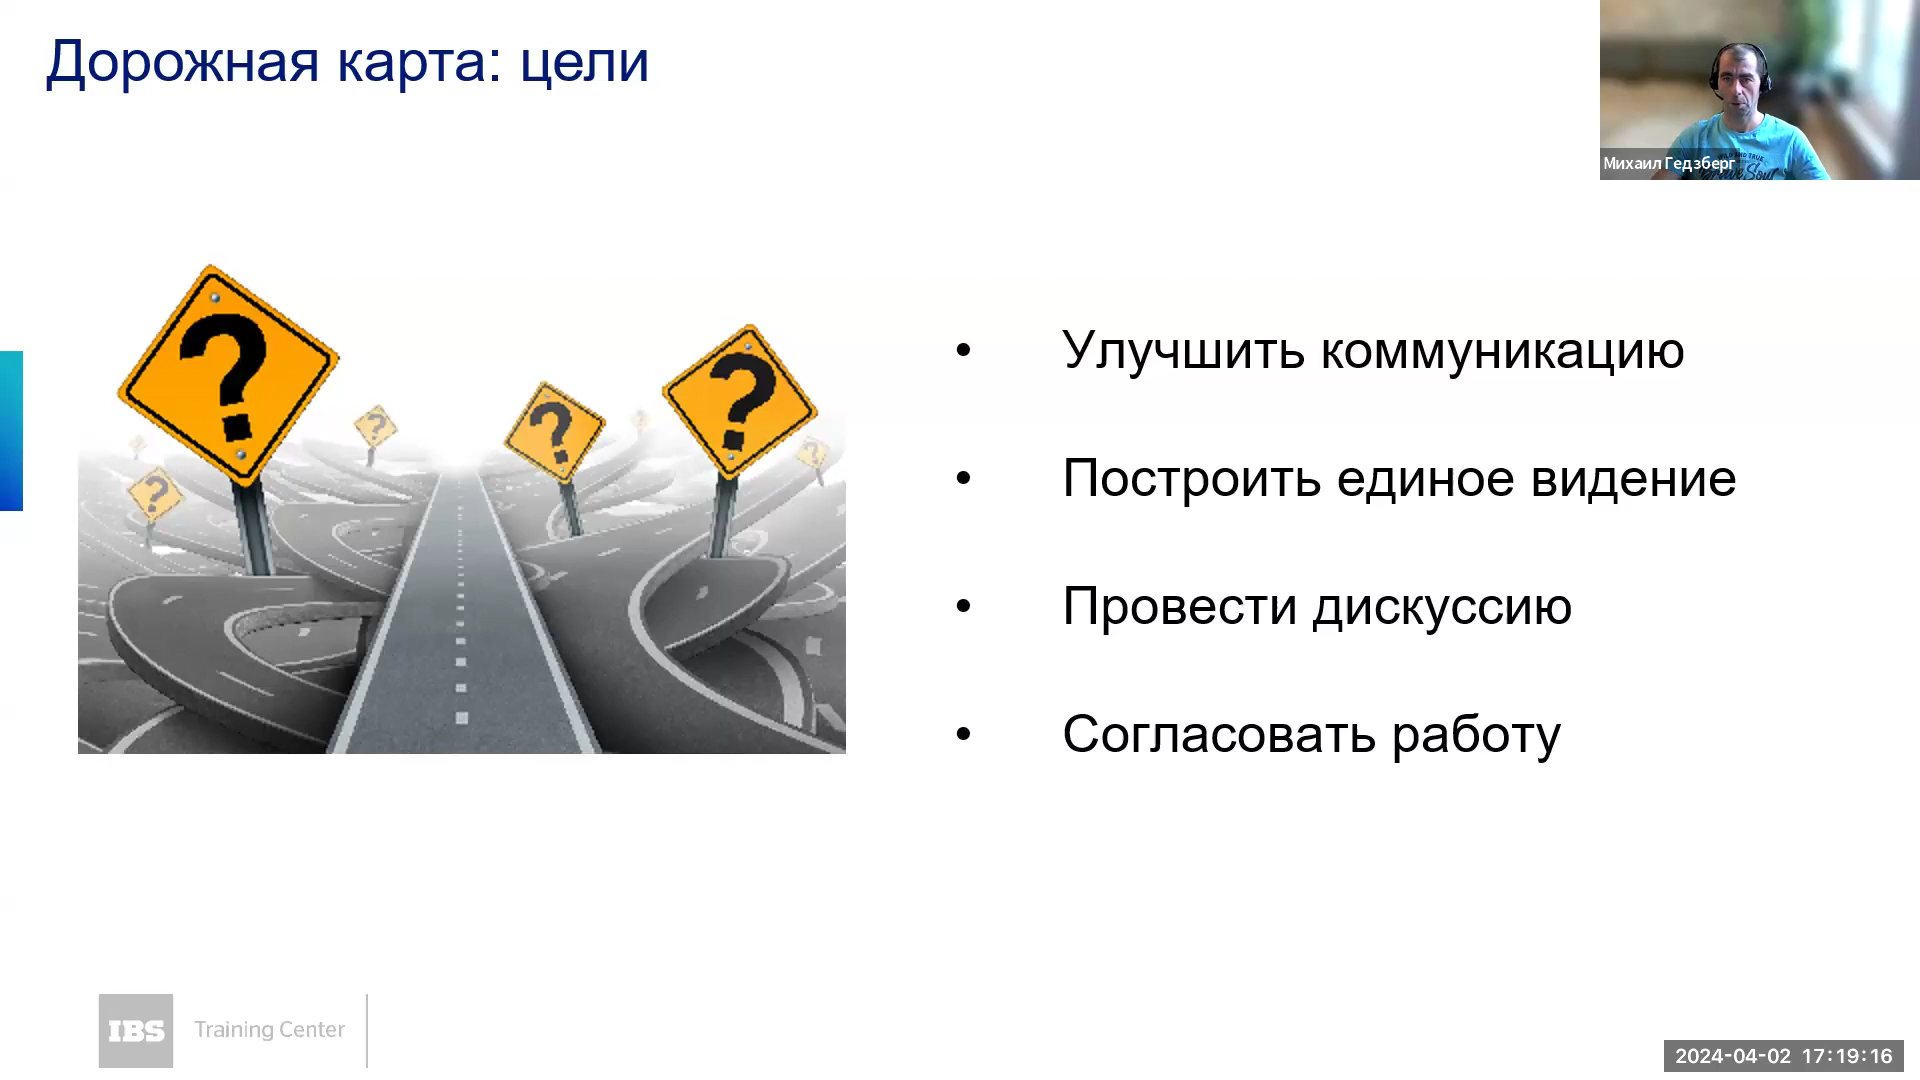 Дорожная карта: цели
Михаил Гедзберг
?
?
?
?
?
?
• Улучшить коммуникацию
• Построить единое видение
• Провести дискуссию
• Согласовать работу
IBS Training Center
2024-04-02 17:19:16